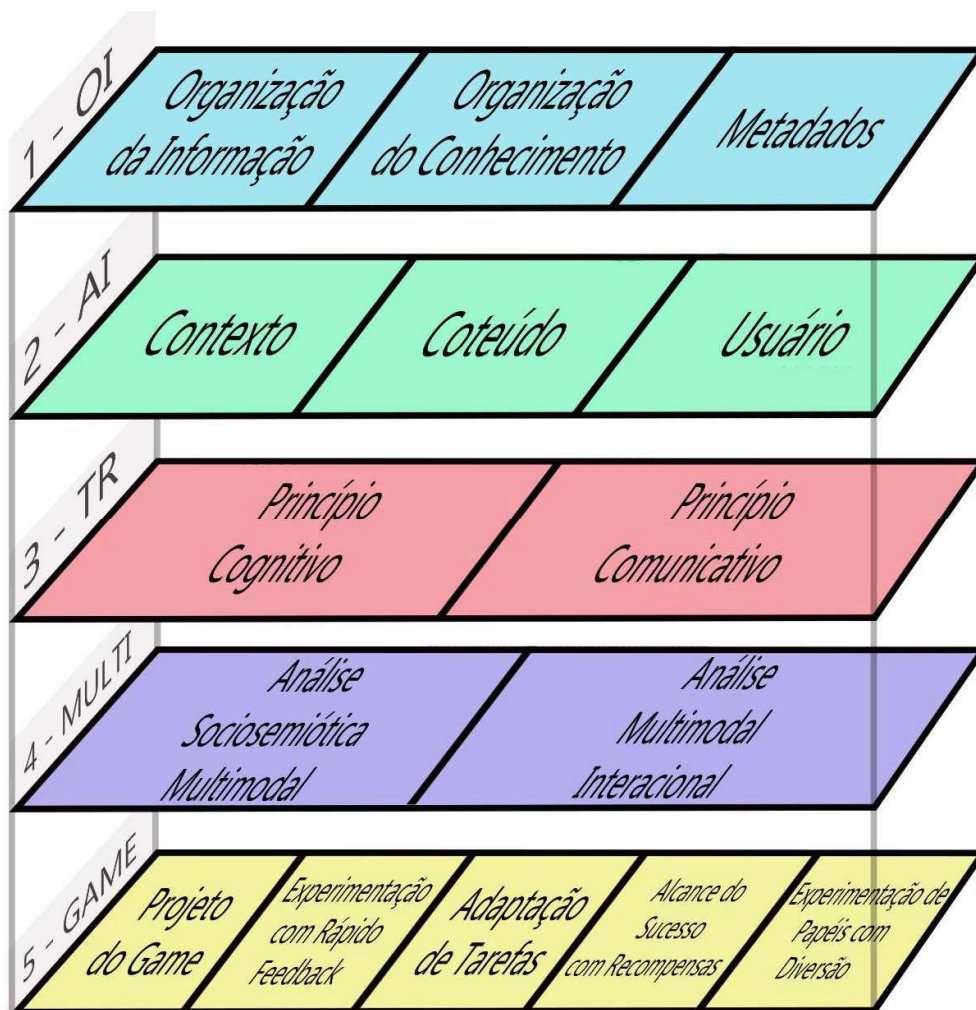 1 - OI
Organização
da Informação
Organização
do Conhecimento
Metadados
2 - AI
Contexto
Coteúdo
Usuário
3 - TR
Princípio
Cognitivo
Princípio
Comunicativo
4 - MULTI
Análise
Sociosemiótica
Multimodal
Análise
Multimodal
Interacional
5 - GAME
Projeto
do Game
Experimentação
com Rápido
Feedback
Adaptação
de Tarefas
Alcance do
Sucesso
com Recompensas
Experimentação de
Papéis com
Diversão